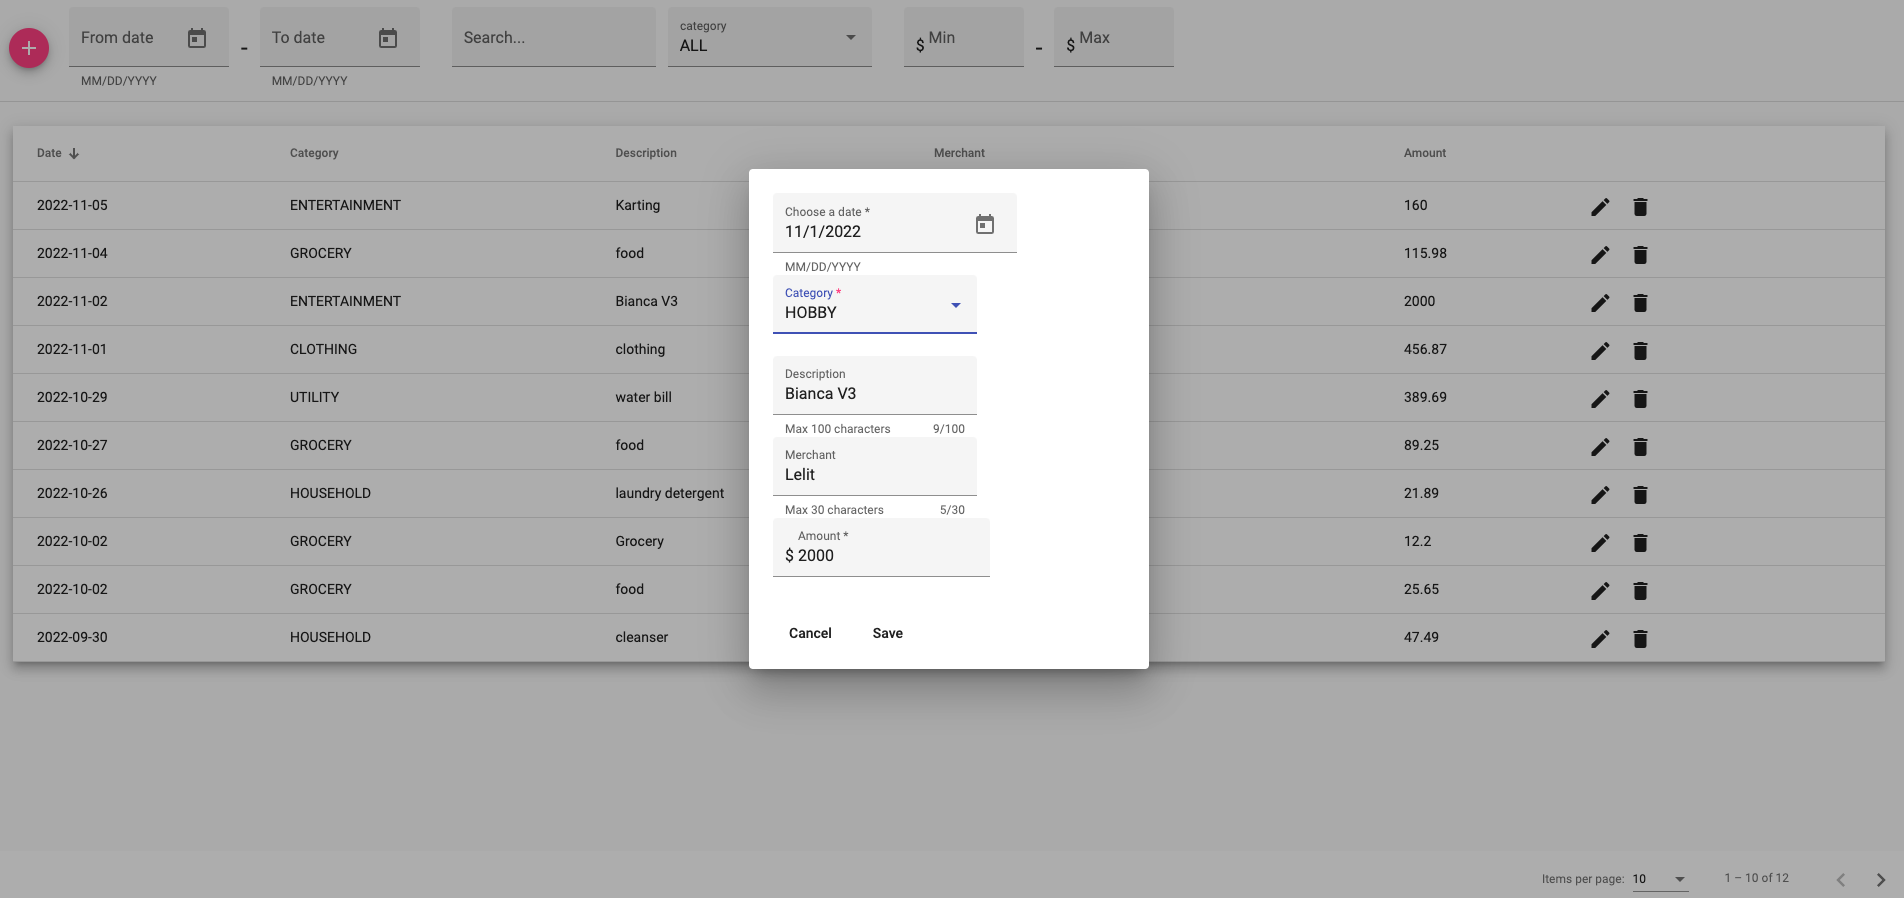 From date
MM/DD/YYYY
-
To date
MM/DD/YYYY
Search...
category
ALL
$ Min
-
$ Max
Date Category Description Merchant Amount
2022-11-05 ENTERTAINMENT Karting 160
2022-11-04 GROCERY food 115.98
2022-11-02 ENTERTAINMENT Bianca V3 2000
2022-11-01 CLOTHING clothing 456.87
2022-10-29 UTILITY water bill 389.69
2022-10-27 GROCERY food 89.25
2022-10-26 HOUSEHOLD laundry detergent 21.89
2022-10-02 GROCERY Grocery 12.2
2022-10-02 GROCERY food 25.65
2022-09-30 HOUSEHOLD cleanser 47.49
Choose a date *
11/1/2022
MM/DD/YYYY
Category *
HOBBY
Description
Bianca V3
Max 100 characters 9/100
Merchant
Lelit
Max 30 characters 5/30
Amount *
$ 2000
Cancel Save
Items per page: 10 1 – 10 of 12